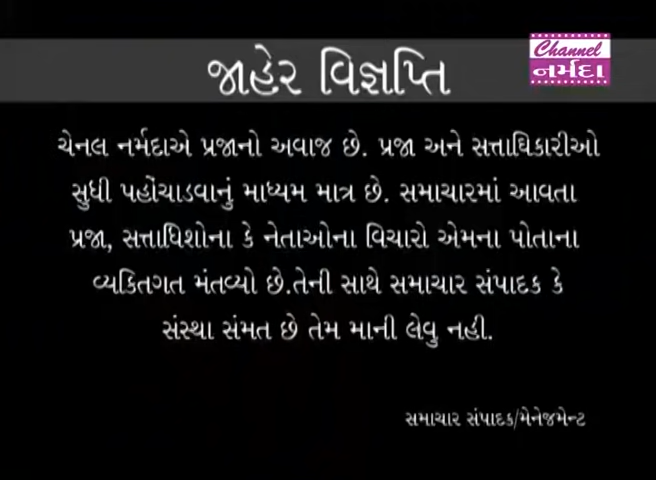 જાહેર વિજ્ઞપ્તિ
Channel
નર્મદા
ચેનલ નર્મદાએ પ્રજાનો અવાજ છે. પ્રજા અને સત્તાધિકારીઓ
સુધી પહોંચાડવાનું માધ્યમ માત્ર છે. સમાચારમાં આવતા
પ્રજા, સત્તાધિશોના કે નેતાઓના વિચારો એમના પોતાના
વ્યકિતગત મંતવ્યો છે.તેની સાથે સમાચાર સંપાદક કે
સંસ્થા સંમત છે તેમ માની લેવુ નહી.
સમાચાર સંપાદક/મેનેજમેન્ટ